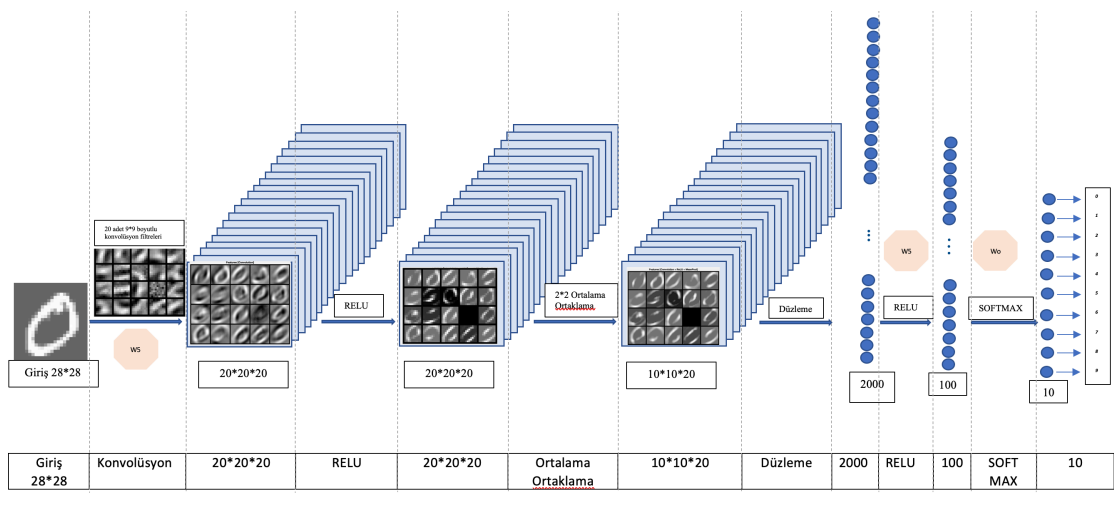 20 adet 9*9 boyutlu
konvolüsyon filtreleri
W5
Giriş 28*28
20*20*20
RELU
20*20*20
2*2 Ortalama
Ortaklama
10*10*20
Düzleme
2000
W5
RELU
100
Wo
SOFTMAX
10
0
1
2
3
4
5
6
7
8
9
Giriş
28*28
Konvolüsyon
20*20*20
RELU
20*20*20
Ortalama
Ortaklama
10*10*20
Düzleme
2000
RELU
100
SOFT
MAX
10